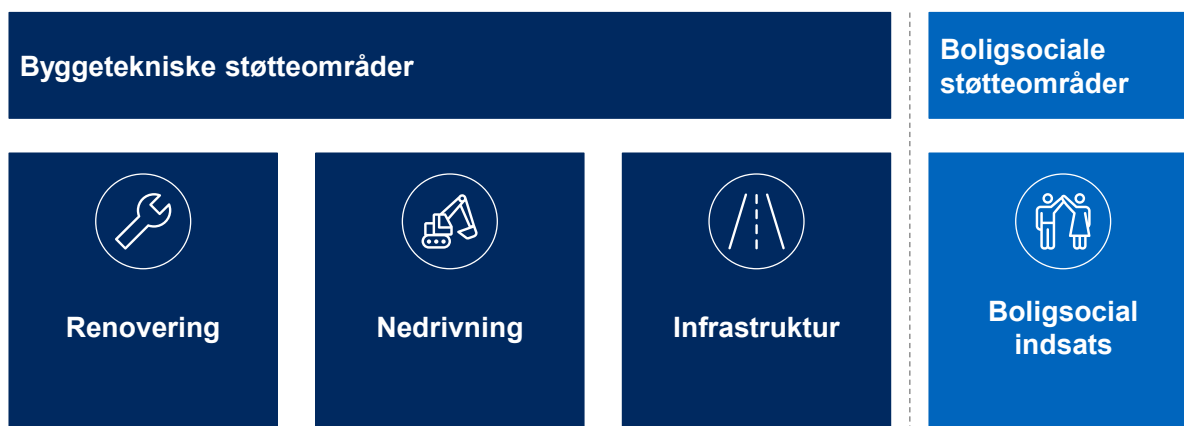 Byggetekniske støtteområder
Boligsociale
støtteområder
Renovering
Nedrivning
Infrastruktur
Boligsocial
indsats